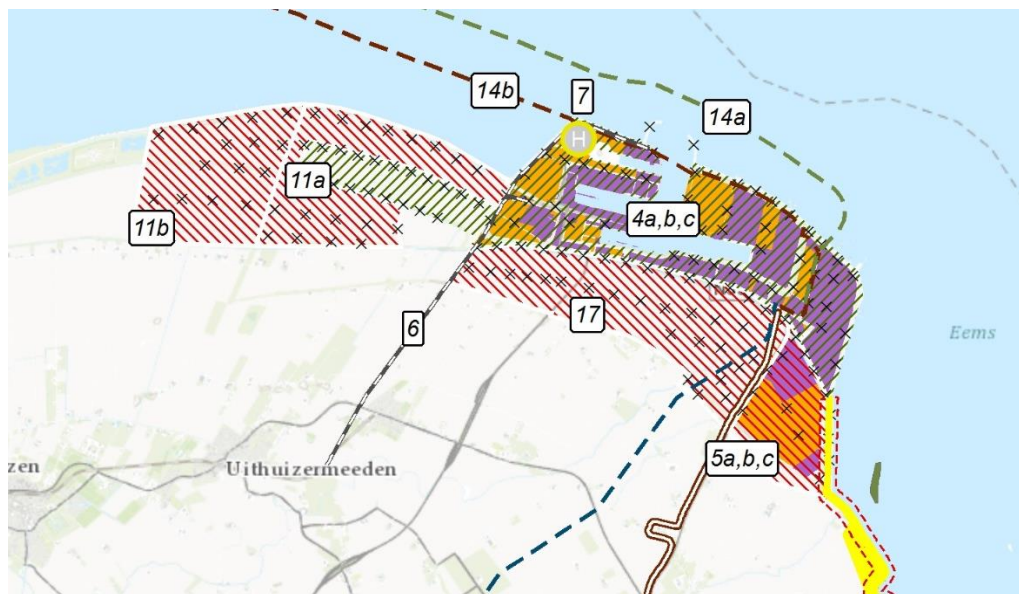 14b
7
14a
H
11a
11b
4a,b,c
17
6
Eems
5a,b,c
zen
Uithuizermeeden